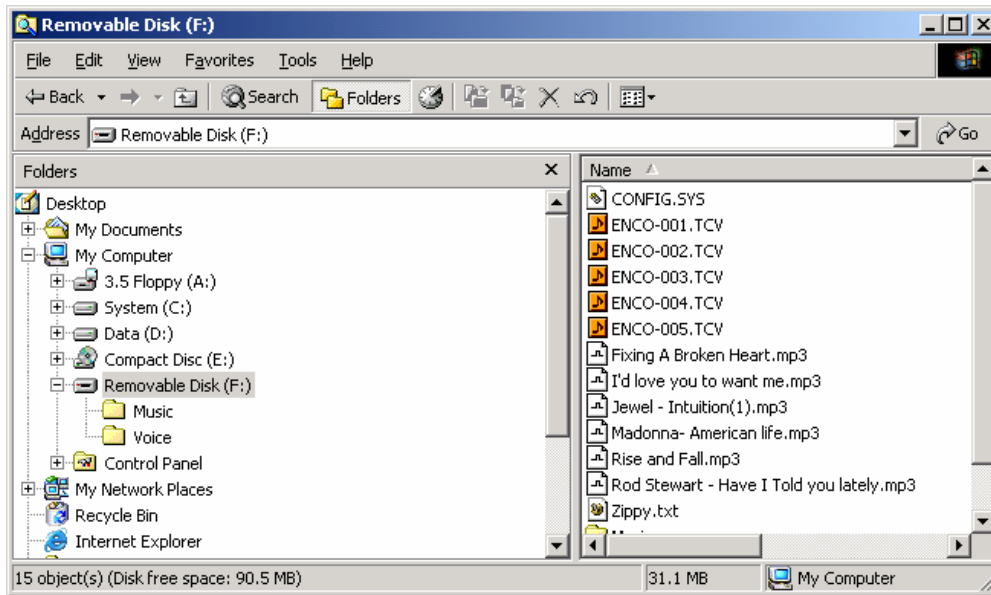 Removable Disk (F:)
File Edit View Favorites Tools Help
Back Search Folders
Address Removable Disk (F:) Go
Folders
Desktop
My Documents
My Computer
3.5 Floppy (A:)
System (C:)
Data (D:)
Compact Disc (E:)
Removable Disk (F:)
Music
Voice
Control Panel
My Network Places
Recycle Bin
Internet Explorer
Name
CONFIG.SYS
ENCO-001.TCV
ENCO-002.TCV
ENCO-003.TCV
ENCO-004.TCV
ENCO-005.TCV
Fixing A Broken Heart.mp3
I'd love you to want me.mp3
Jewel - Intuition(1).mp3
Madonna- American life.mp3
Rise and Fall.mp3
Rod Stewart - Have I Told you lately.mp3
Zippy.txt
15 object(s) (Disk free space: 90.5 MB) 31.1 MB My Computer